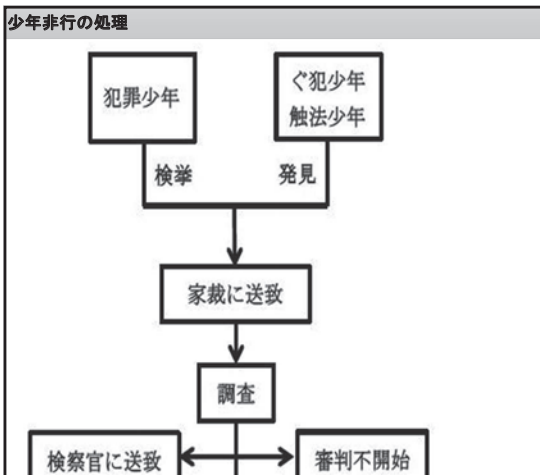 少年非行の処理
犯罪少年
ぐ犯少年
触法少年
検挙
発見
家裁に送致
調査
検察官に送致
審判不開始